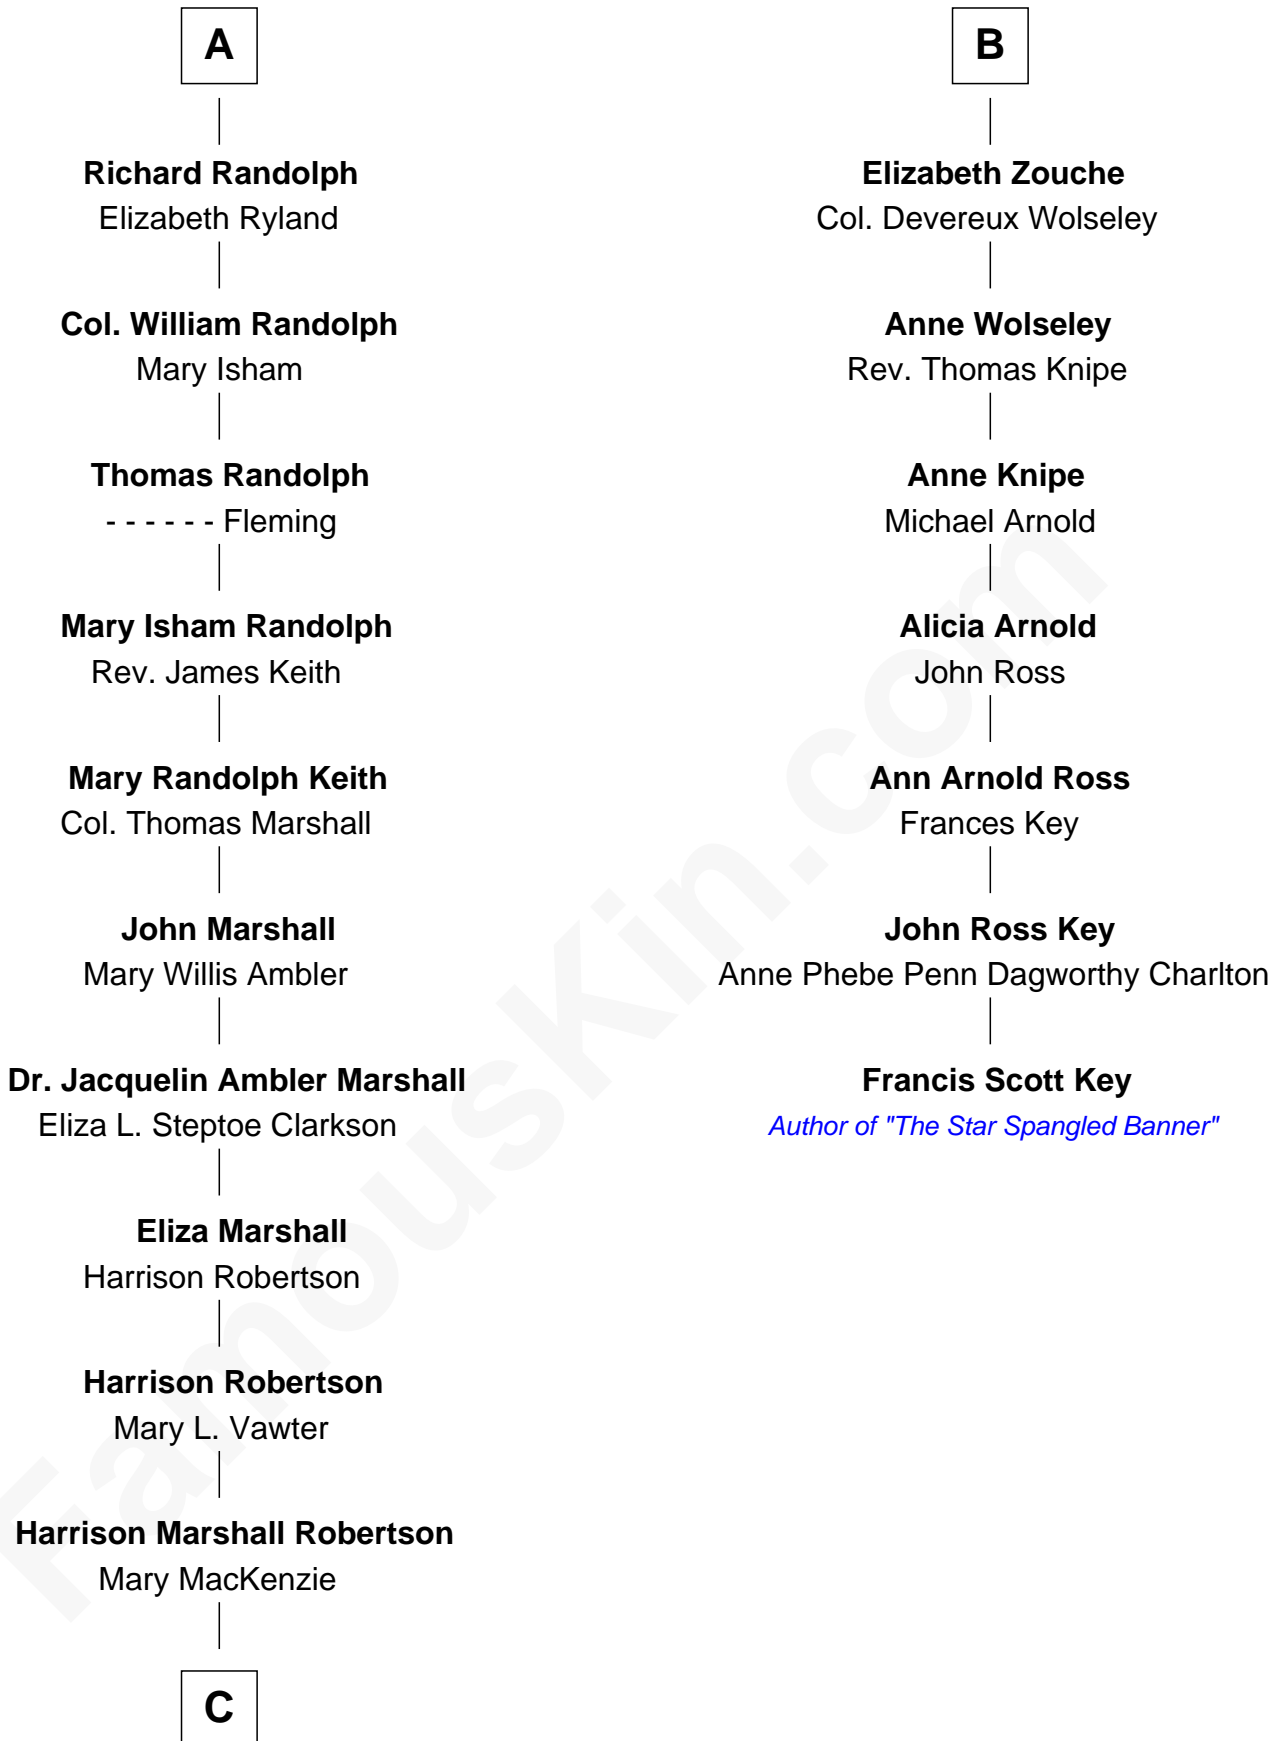 A
Richard Randolph
Elizabeth Ryland
Col. William Randolph
Mary Isham
Thomas Randolph
- - - - - - Fleming
Mary Isham Randolph
Rev. James Keith
Mary Randolph Keith
Col. Thomas Marshall
John Marshall
Mary Willis Ambler
Dr. Jacquelin Ambler Marshall
Eliza L. Steptoe Clarkson
Eliza Marshall
Harrison Robertson
Harrison Robertson
Mary L. Vawter
Harrison Marshall Robertson
Mary MacKenzie
C
B
Elizabeth Zouche
Col. Devereux Wolseley
Anne Wolseley
Rev. Thomas Knipe
Anne Knipe
Michael Arnold
Alicia Arnold
John Ross
Ann Arnold Ross
Frances Key
John Ross Key
Anne Phebe Penn Dagworthy Charlton
Francis Scott Key
Author of "The Star Spangled Banner"
FamousKin.com